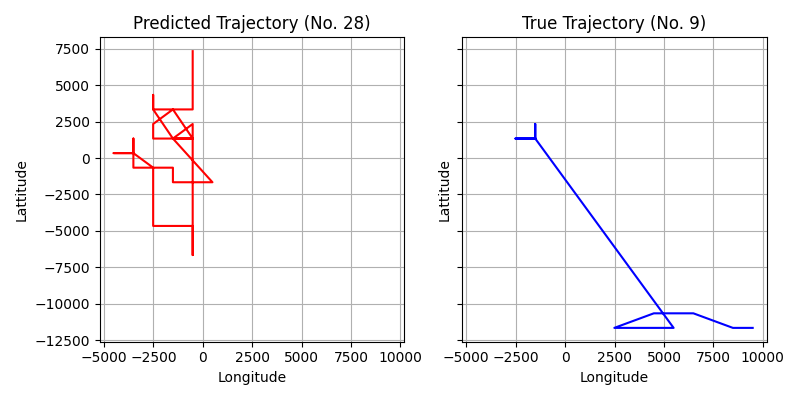 Predicted Trajectory (No. 28)
True Trajectory (No. 9)
Lattitude
7500
5000
2500
0
−2500
−5000
−7500
−10000
−12500
−5000 −2500 0 2500 5000 7500 10000
Longitude
Lattitude
−5000 −2500 0 2500 5000 7500 10000
Longitude